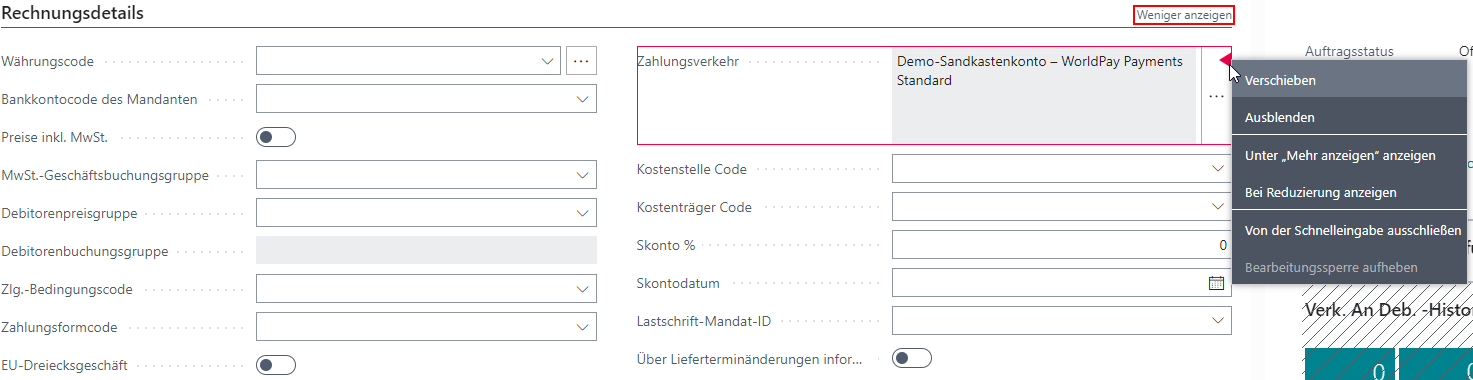 Rechnungsdetails
Weniger anzeigen
Währungscode
Bankkontocode des Mandanten
Preise inkl. MwSt.
MwSt.-Geschäftsbuchungsgruppe
Debitorenpreisgruppe
Debitorenbuchungsgruppe
Zlg.-Bedingungscode
Zahlungsformcode
EU-Dreiecksgeschäft
Zahlungsverkehr
Demo-Sandkastenkonto – WorldPay Payments
Standard
Kostenstelle Code
Kostenträger Code
Skonto %
0
Skontodatum
Lastschrift-Mandat-ID
Über Lieferterminänderungen infor...
Auftragsstatus
Of
Verschieben
Ausblenden
Unter „Mehr anzeigen“ anzeigen
Bei Reduzierung anzeigen
Von der Schnelleingabe ausschließen
Bearbeitungssperre aufheben
Verk. An Deb. -Histo
0
0